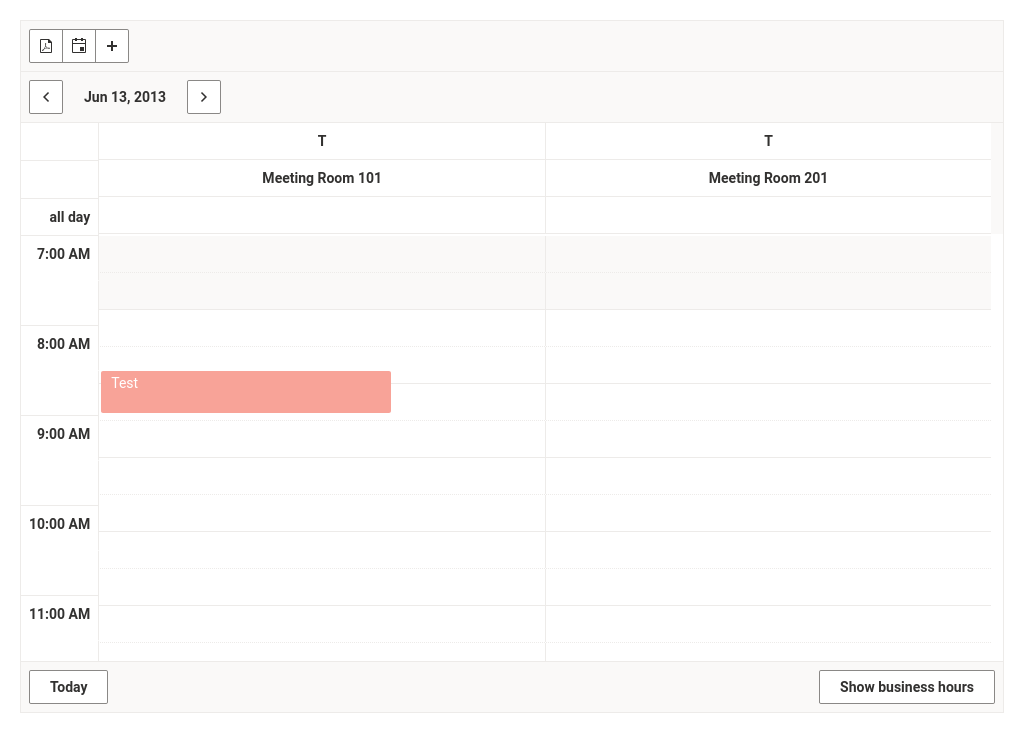 Jun 13, 2013
T
T
Meeting Room 101
Meeting Room 201
all day
7:00 AM
8:00 AM
Test
9:00 AM
10:00 AM
11:00 AM
Today
Show business hours